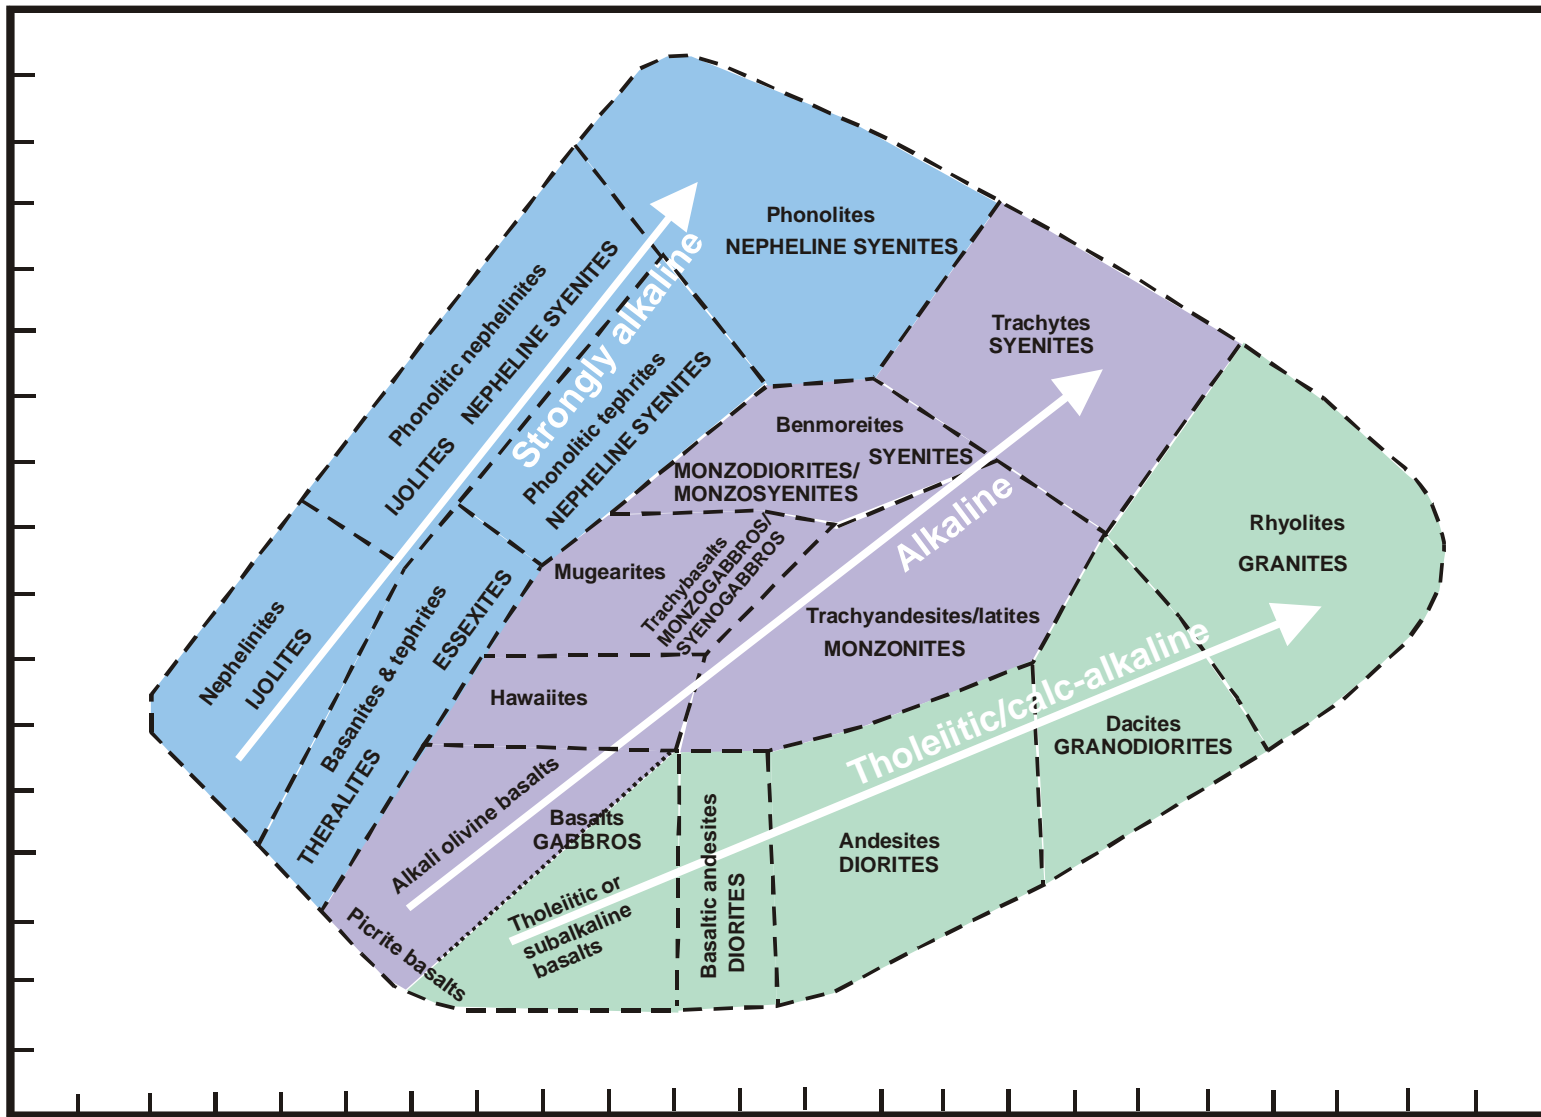 Phonolites
NEPHELINE SYENITES
Phonolitic nephelinites
IJOLITES
NEPHELINE SYENITES
Strongly alkaline
Phonolitic tephrites
NEPHELINE SYENITES
Trachytes
SYENITES
Benmoreites
SYENITES
MONZODIORITES/
MONZOSYENITES
Alkaline
Rhyolites
GRANITES
Mugearites
Trachybasalts
MONZOGABBROS/
SYENOGABBROS
Trachyandesites/latites
MONZONITES
Nephelinites
IJOLITES
Basanites & tephrites
ESSEXITES
THERALITES
Hawaiites
Tholeiitic/calc-alkaline
Dacites
GRANODIORITES
Alkali olivine basalts
Basalts
GABBROS
Basaltic andesites
DIORITES
Andesites
DIORITES
Tholeiitic or
subalkaline
basalts
Picrite basalts